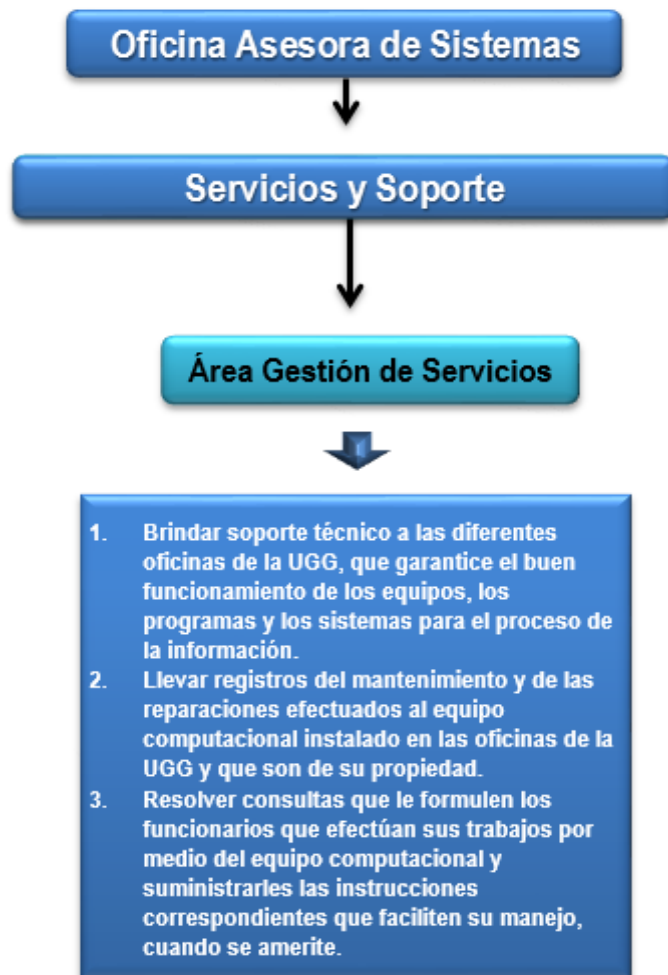 Oficina Asesora de Sistemas
Servicios y Soporte
Área Gestión de Servicios
1. Brindar soporte técnico a las diferentes
oficinas de la UGG, que garantice el buen
funcionamiento de los equipos, los
programas y los sistemas para el proceso de
la información.
2. Llevar registros del mantenimiento y de las
reparaciones efectuados al equipo
computacional instalado en las oficinas de la
UGG y que son de su propiedad.
3. Resolver consultas que le formulen los
funcionarios que efectúan sus trabajos por
medio del equipo computacional y
suministrarles las instrucciones
correspondientes que faciliten su manejo,
cuando se amerite.